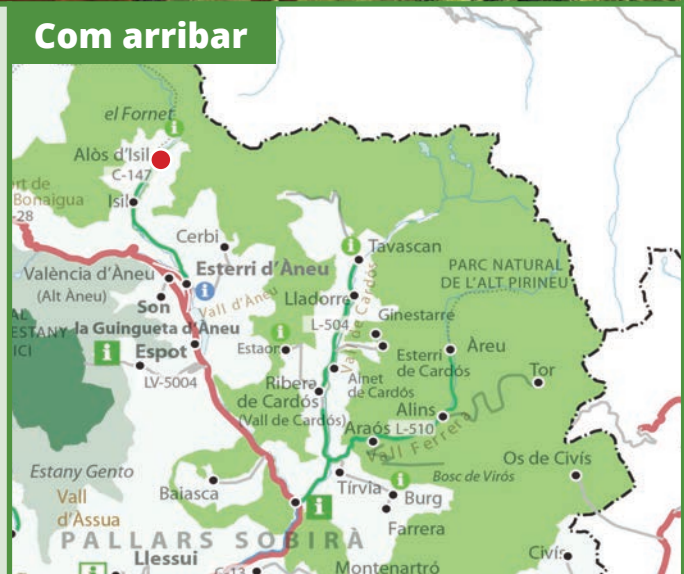 Com arribar
el Fornet
Alòs d'Isil
C-147
Isil
rt de
Bonaigua
-28
Cerbi
València d'Àneu
(Alt Àneu)
Esterri d'Àneu
Son
Vall d'Àneu
la Guingueta d'Àneu
AL
ESTANY
ICI
Espot
LV-5004
Estaon
Tavascan
Vall de Cardós
Lladorre
L-504
Ginestarre
PARC NATURAL
DE L'ALT PIRINEU
Esterri
de Cardós
Àreu
Ainet
de Cardós
Tor
Ribera
de Cardós
(Vall de Cardós)
Alins
Araós
L-510
Vall Ferrera
Os de Civís
Estany Gento
Vall
d'Àssua
Baiasca
Tírvia
Bosc de Virós
Burg
Farrera
PALLARS SOBIRÀ
Llessui
C-13
Montenartró
Civís